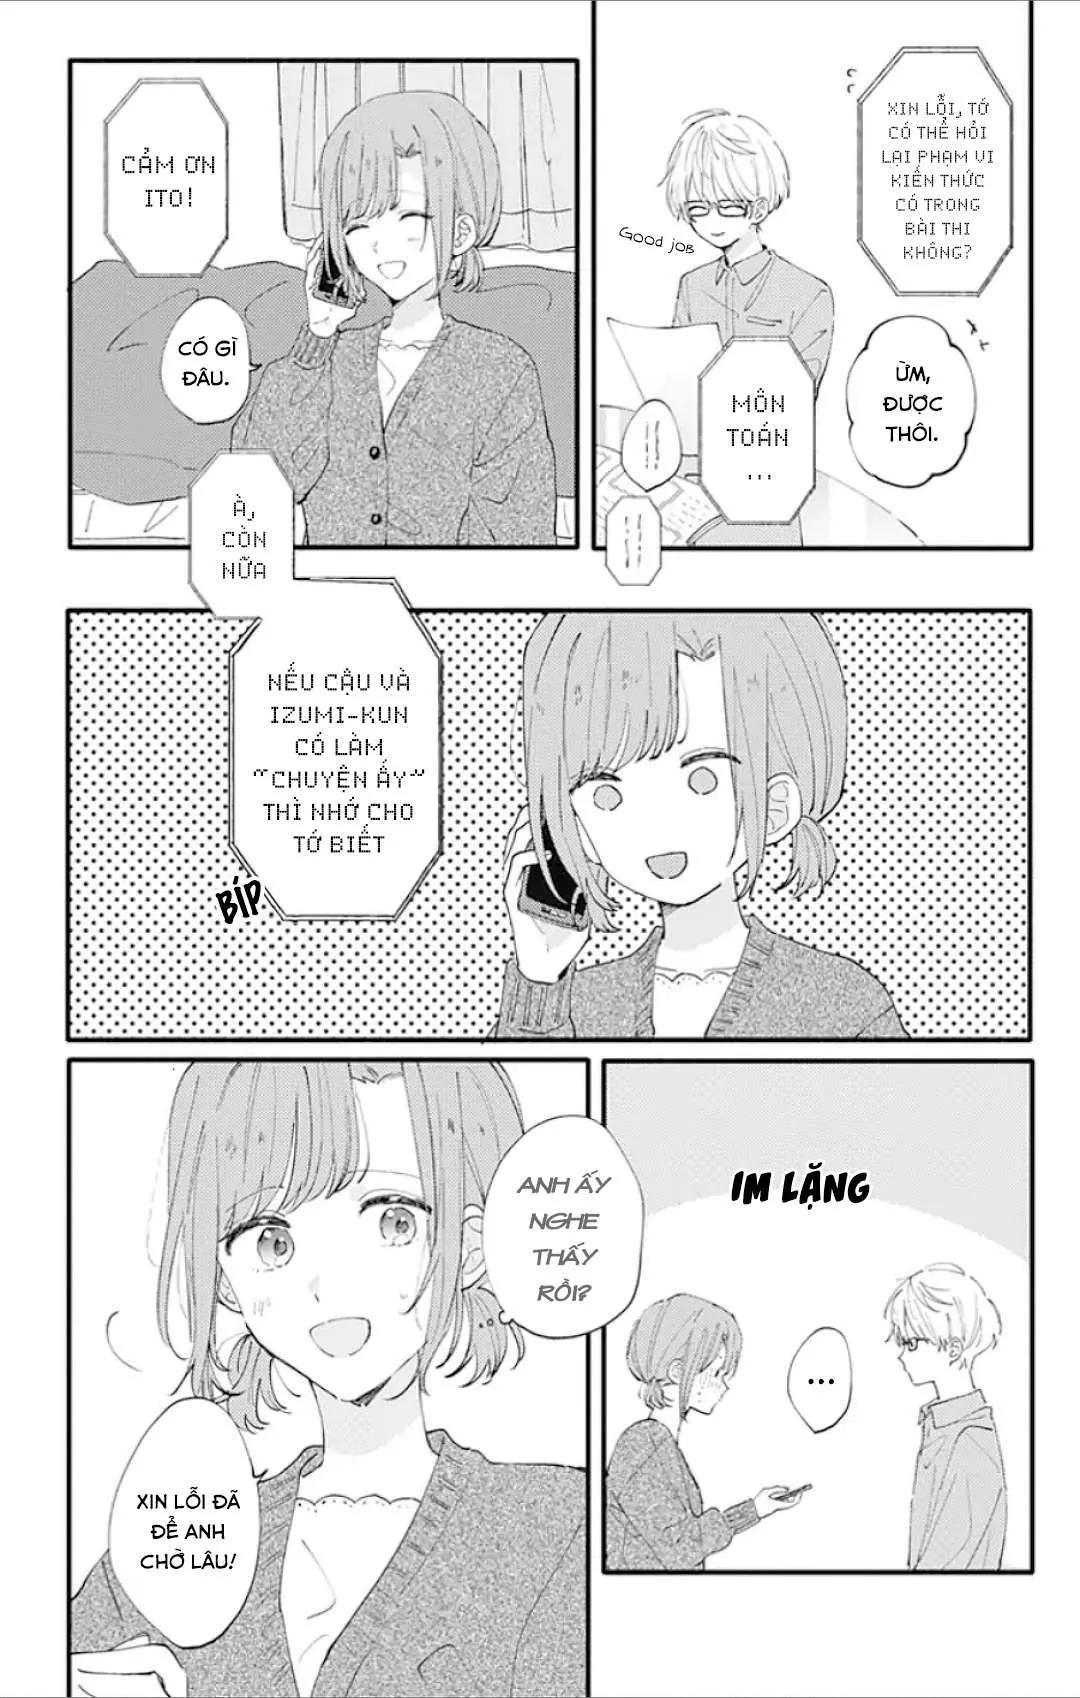 XIN LỖI, TỚ
CÓ THỂ HỎI
LẠI PHẠM VI
KIẾN THỨC
CÓ TRONG
BÀI THI
KHÔNG?
Good job
ỪM,
ĐƯỢC
THÔI.
MÔN
TOÁN
...
CẢM ƠN
ITO!
CÓ GÌ
ĐÂU.
À,
CÒN
NỮA
NẾU CẬU VÀ
IZUMI-KUN
CÓ LÀM
"CHUYỆN ẤY"
THÌ NHỚ CHO
TỚ BIẾT
BÍP
IM LẶNG
...
ANH ẤY
NGHE
THẤY
RỒI?
XIN LỖI ĐÃ
ĐỂ ANH
CHỜ LÂU!